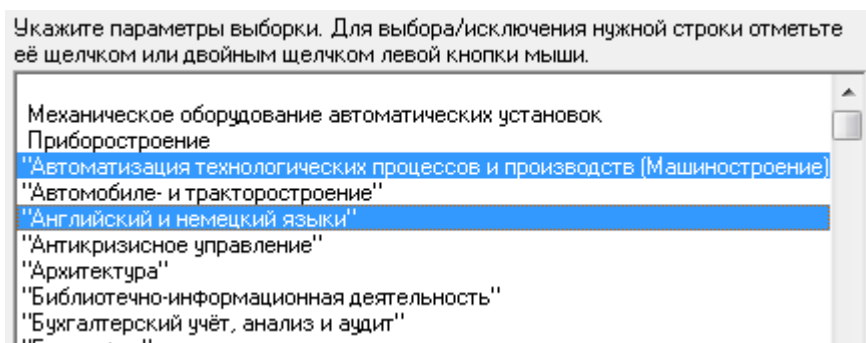 Укажите параметры выборки. Для выбора/исключения нужной строки отметьте
её щелчком или двойным щелчком левой кнопки мыши.
Механическое оборудование автоматических установок
Приборостроение
"Автоматизация технологических процессов и производств (Машиностроение)
"Автомобиле- и тракторостроение"
"Английский и немецкий языки"
"Антикризисное управление"
"Архитектура"
"Библиотечно-информационная деятельность"
"Бухгалтерский учёт, анализ и аудит"